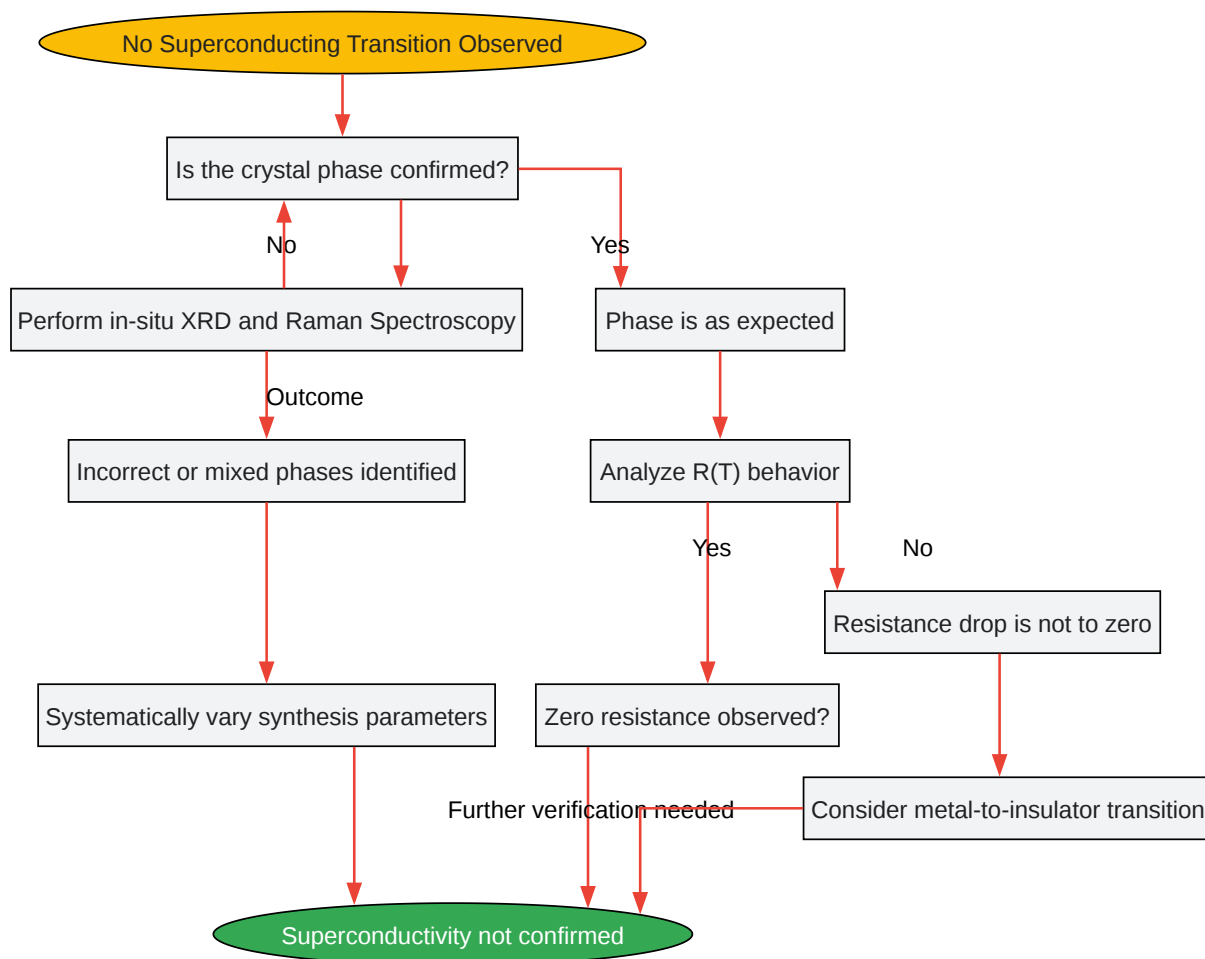 No Superconducting Transition Observed
Is the crystal phase confirmed?
No
Yes
Perform in-situ XRD and Raman Spectroscopy
Phase is as expected
Outcome
Incorrect or mixed phases identified
Analyze R(T) behavior
Yes
No
Resistance drop is not to zero
Systematically vary synthesis parameters
Zero resistance observed?
Further verification needed
Consider metal-to-insulator transition
Superconductivity not confirmed